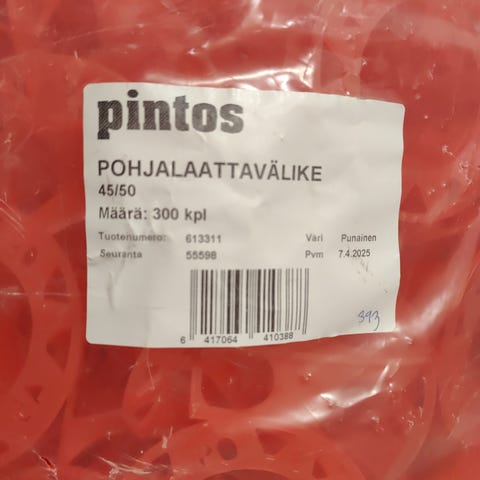 pintos
POHJALAATTAVÄLIKE
45/50
Määrä: 300 kpl
Tuotenumero: 613311 Väri Punainen
Seuranta 55598 Pvm 7.4.2025
6 417064 410388
393